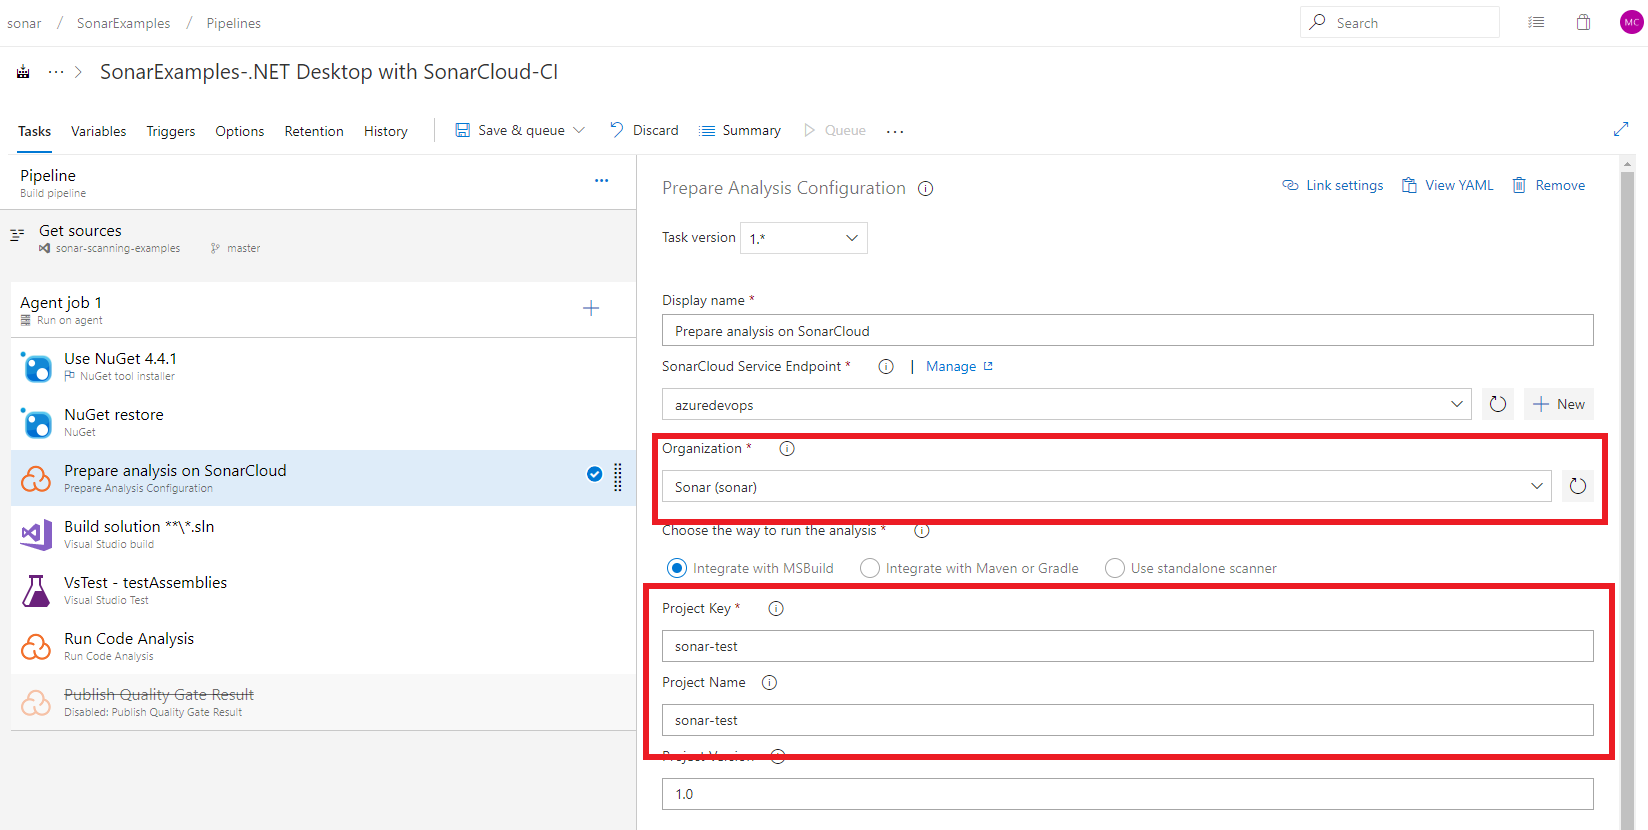 sonar / SonarExamples / Pipelines
Search
MC
··· > SonarExamples-.NET Desktop with SonarCloud-CI
Tasks Variables Triggers Options Retention History Save & queue Discard Summary Queue ...
Pipeline
Build pipeline
Get sources
sonar-scanning-examples master
Agent job 1
Run on agent
Use NuGet 4.4.1
NuGet tool installer
NuGet restore
NuGet
Prepare analysis on SonarCloud
Prepare Analysis Configuration
Build solution **\*.sln
Visual Studio build
VsTest - testAssemblies
Visual Studio Test
Run Code Analysis
Run Code Analysis
Publish Quality Gate Result
Disabled: Publish Quality Gate Result
Prepare Analysis Configuration
Link settings View YAML Remove
Task version 1.*
Display name *
Prepare analysis on SonarCloud
SonarCloud Service Endpoint * | Manage
azuredevops
New
Organization *
Sonar (sonar)
Choose the way to run the analysis *
Integrate with MSBuild Integrate with Maven or Gradle Use standalone scanner
Project Key *
sonar-test
Project Name
sonar-test
Project Version
1.0